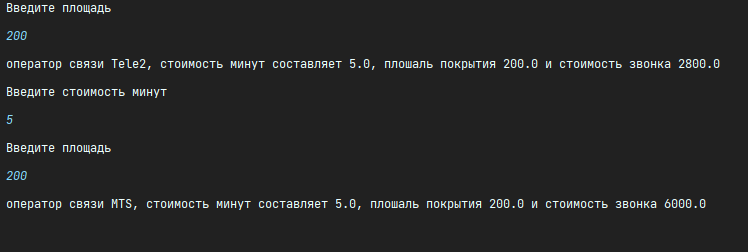 Введите площадь
200
оператор связи Tele2, стоимость минут составляет 5.0, плошаль покрытия 200.0 и стоимость звонка 2800.0
Введите стоимость минут
5
Введите площадь
200
оператор связи MTS, стоимость минут составляет 5.0, плошаль покрытия 200.0 и стоимость звонка 6000.0